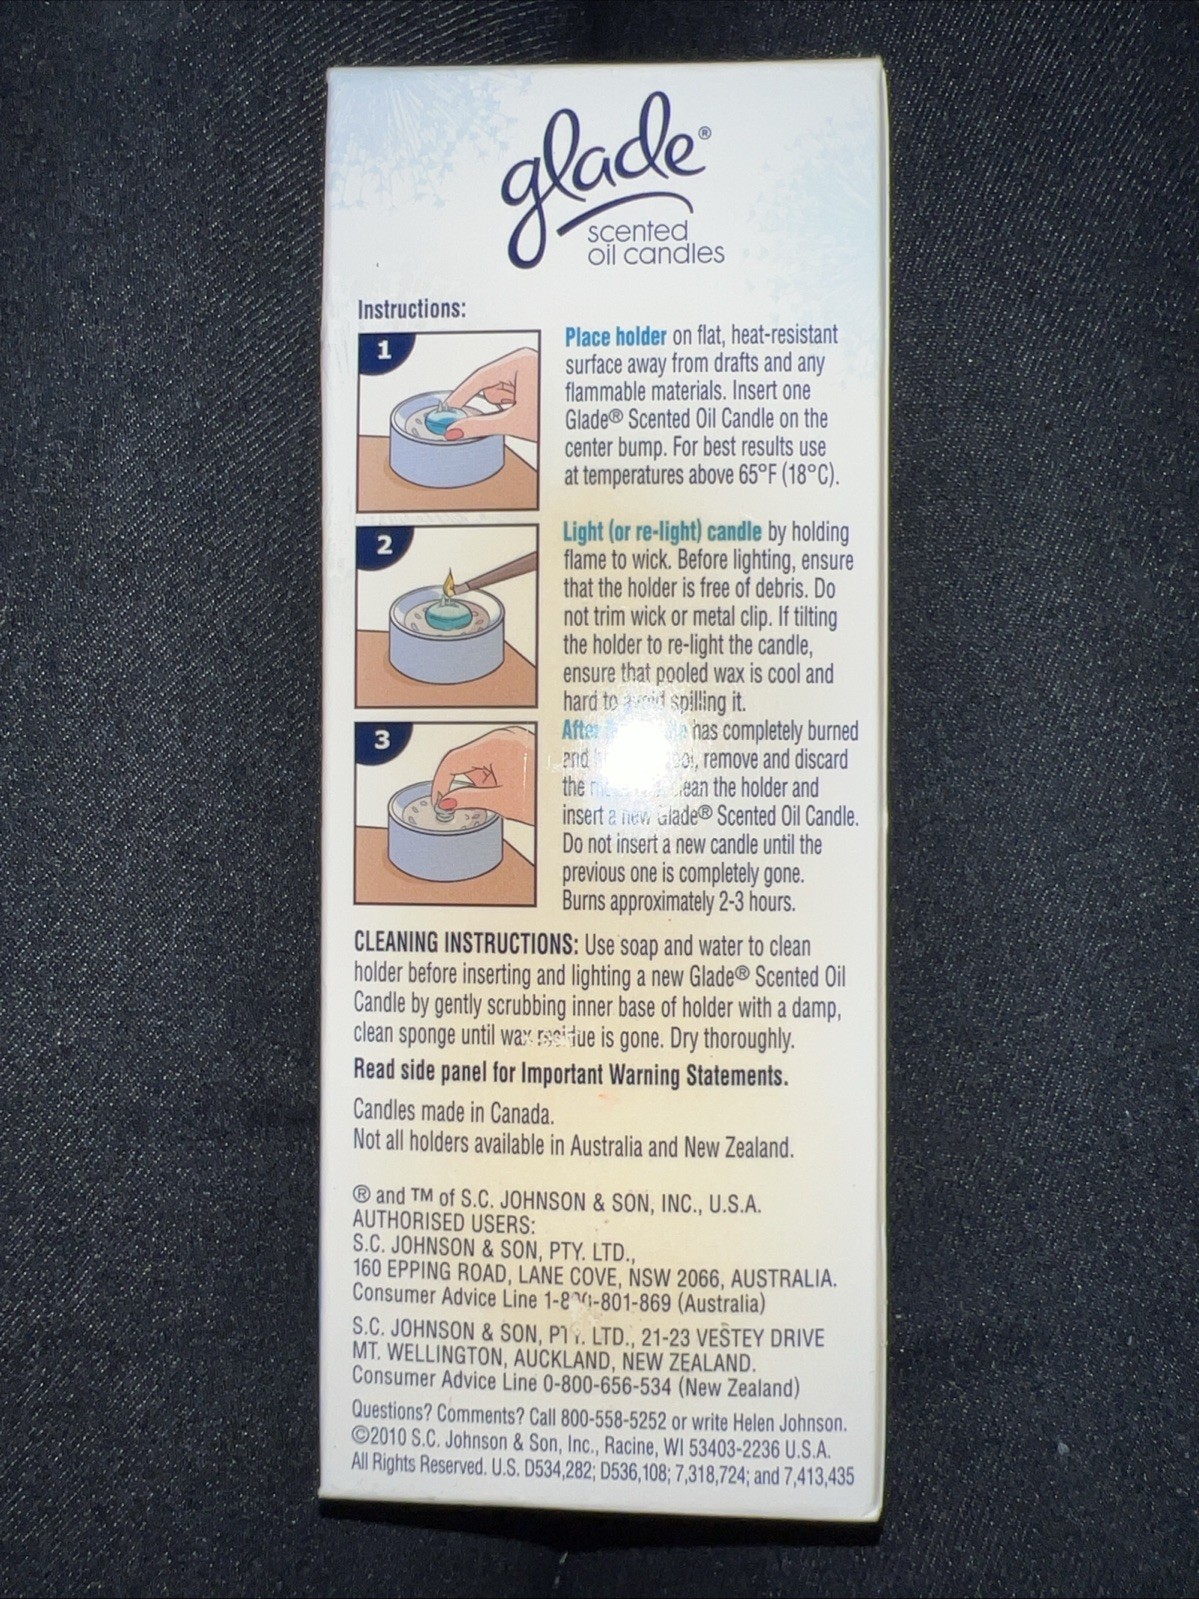 glade®
scented
oil candles
Instructions:
1
Place holder on flat, heat-resistant
surface away from drafts and any
flammable materials. Insert one
Glade® Scented Oil Candle on the
center bump. For best results use
at temperatures above 65°F (18°C).
2
Light (or re-light) candle by holding
flame to wick. Before lighting, ensure
that the holder is free of debris. Do
not trim wick or metal clip. If tilting
the holder to re-light the candle,
ensure that pooled wax is cool and
hard to avoid spilling it.
3
After has completely burned
and remove and discard
the the holder and
insert a new Glade® Scented Oil Candle.
Do not insert a new candle until the
previous one is completely gone.
Burns approximately 2-3 hours.
CLEANING INSTRUCTIONS: Use soap and water to clean
holder before inserting and lighting a new Glade® Scented Oil
Candle by gently scrubbing inner base of holder with a damp,
clean sponge until wax residue is gone. Dry thoroughly.
Read side panel for Important Warning Statements.
Candles made in Canada.
Not all holders available in Australia and New Zealand.
® and TM of S.C. JOHNSON & SON, INC., U.S.A.
AUTHORISED USERS:
S.C. JOHNSON & SON, PTY. LTD.,
160 EPPING ROAD, LANE COVE, NSW 2066, AUSTRALIA.
Consumer Advice Line (Australia)
S.C. JOHNSON & SON, PTY. LTD., 21-23 VESTEY DRIVE
MT. WELLINGTON, AUCKLAND, NEW ZEALAND.
Consumer Advice Line 0-800-656-534 (New Zealand)
Questions? Comments? Call 800-558-5252 or write Helen Johnson.
©2010 S.C. Johnson & Son, Inc., Racine, WI 53403-2236 U.S.A.
All Rights Reserved. U.S. D534,282; D536,108; 7,318,724; and 7,413,435